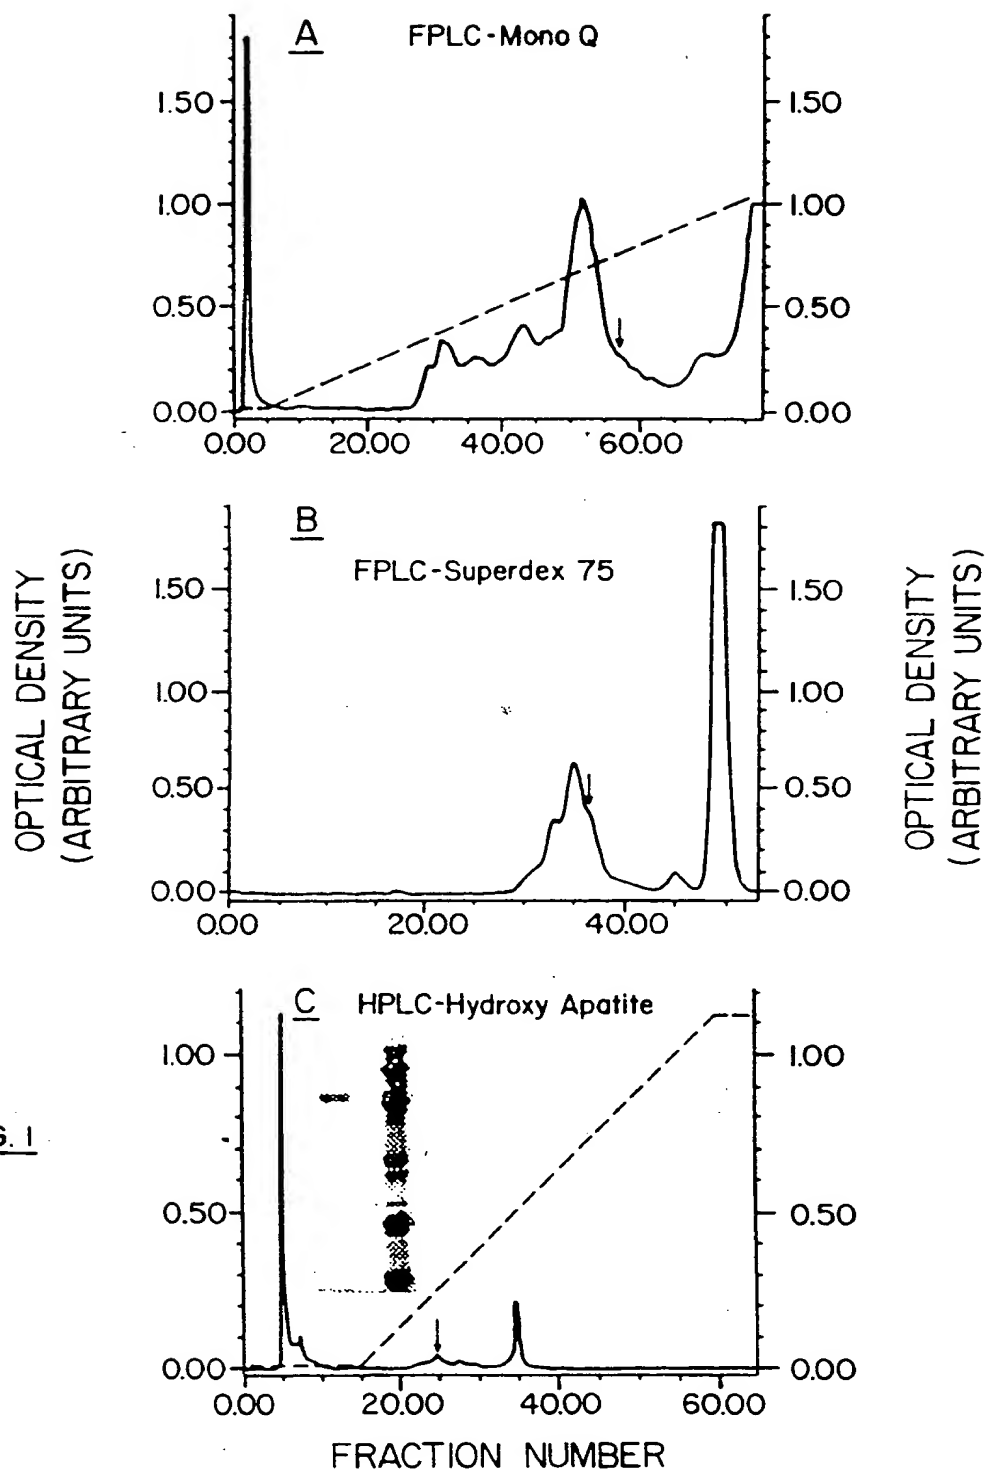 A FPLC-Mono Q
1.50 1.50
1.00 1.00
0.50 0.50
0.00 0.00
0.00 20.00 40.00 60.00
B
FPLC-Superdex 75
1.50 1.50
1.00 1.00
0.50 0.50
0.00 0.00
0.00 20.00 40.00
OPTICAL DENSITY
(ARBITRARY UNITS)
OPTICAL DENSITY
(ARBITRARY UNITS)
C HPLC-Hydroxy Apatite
1.00 1.00
0.50 0.50
0.00 0.00
0.00 20.00 40.00 60.00
FRACTION NUMBER
G. 1